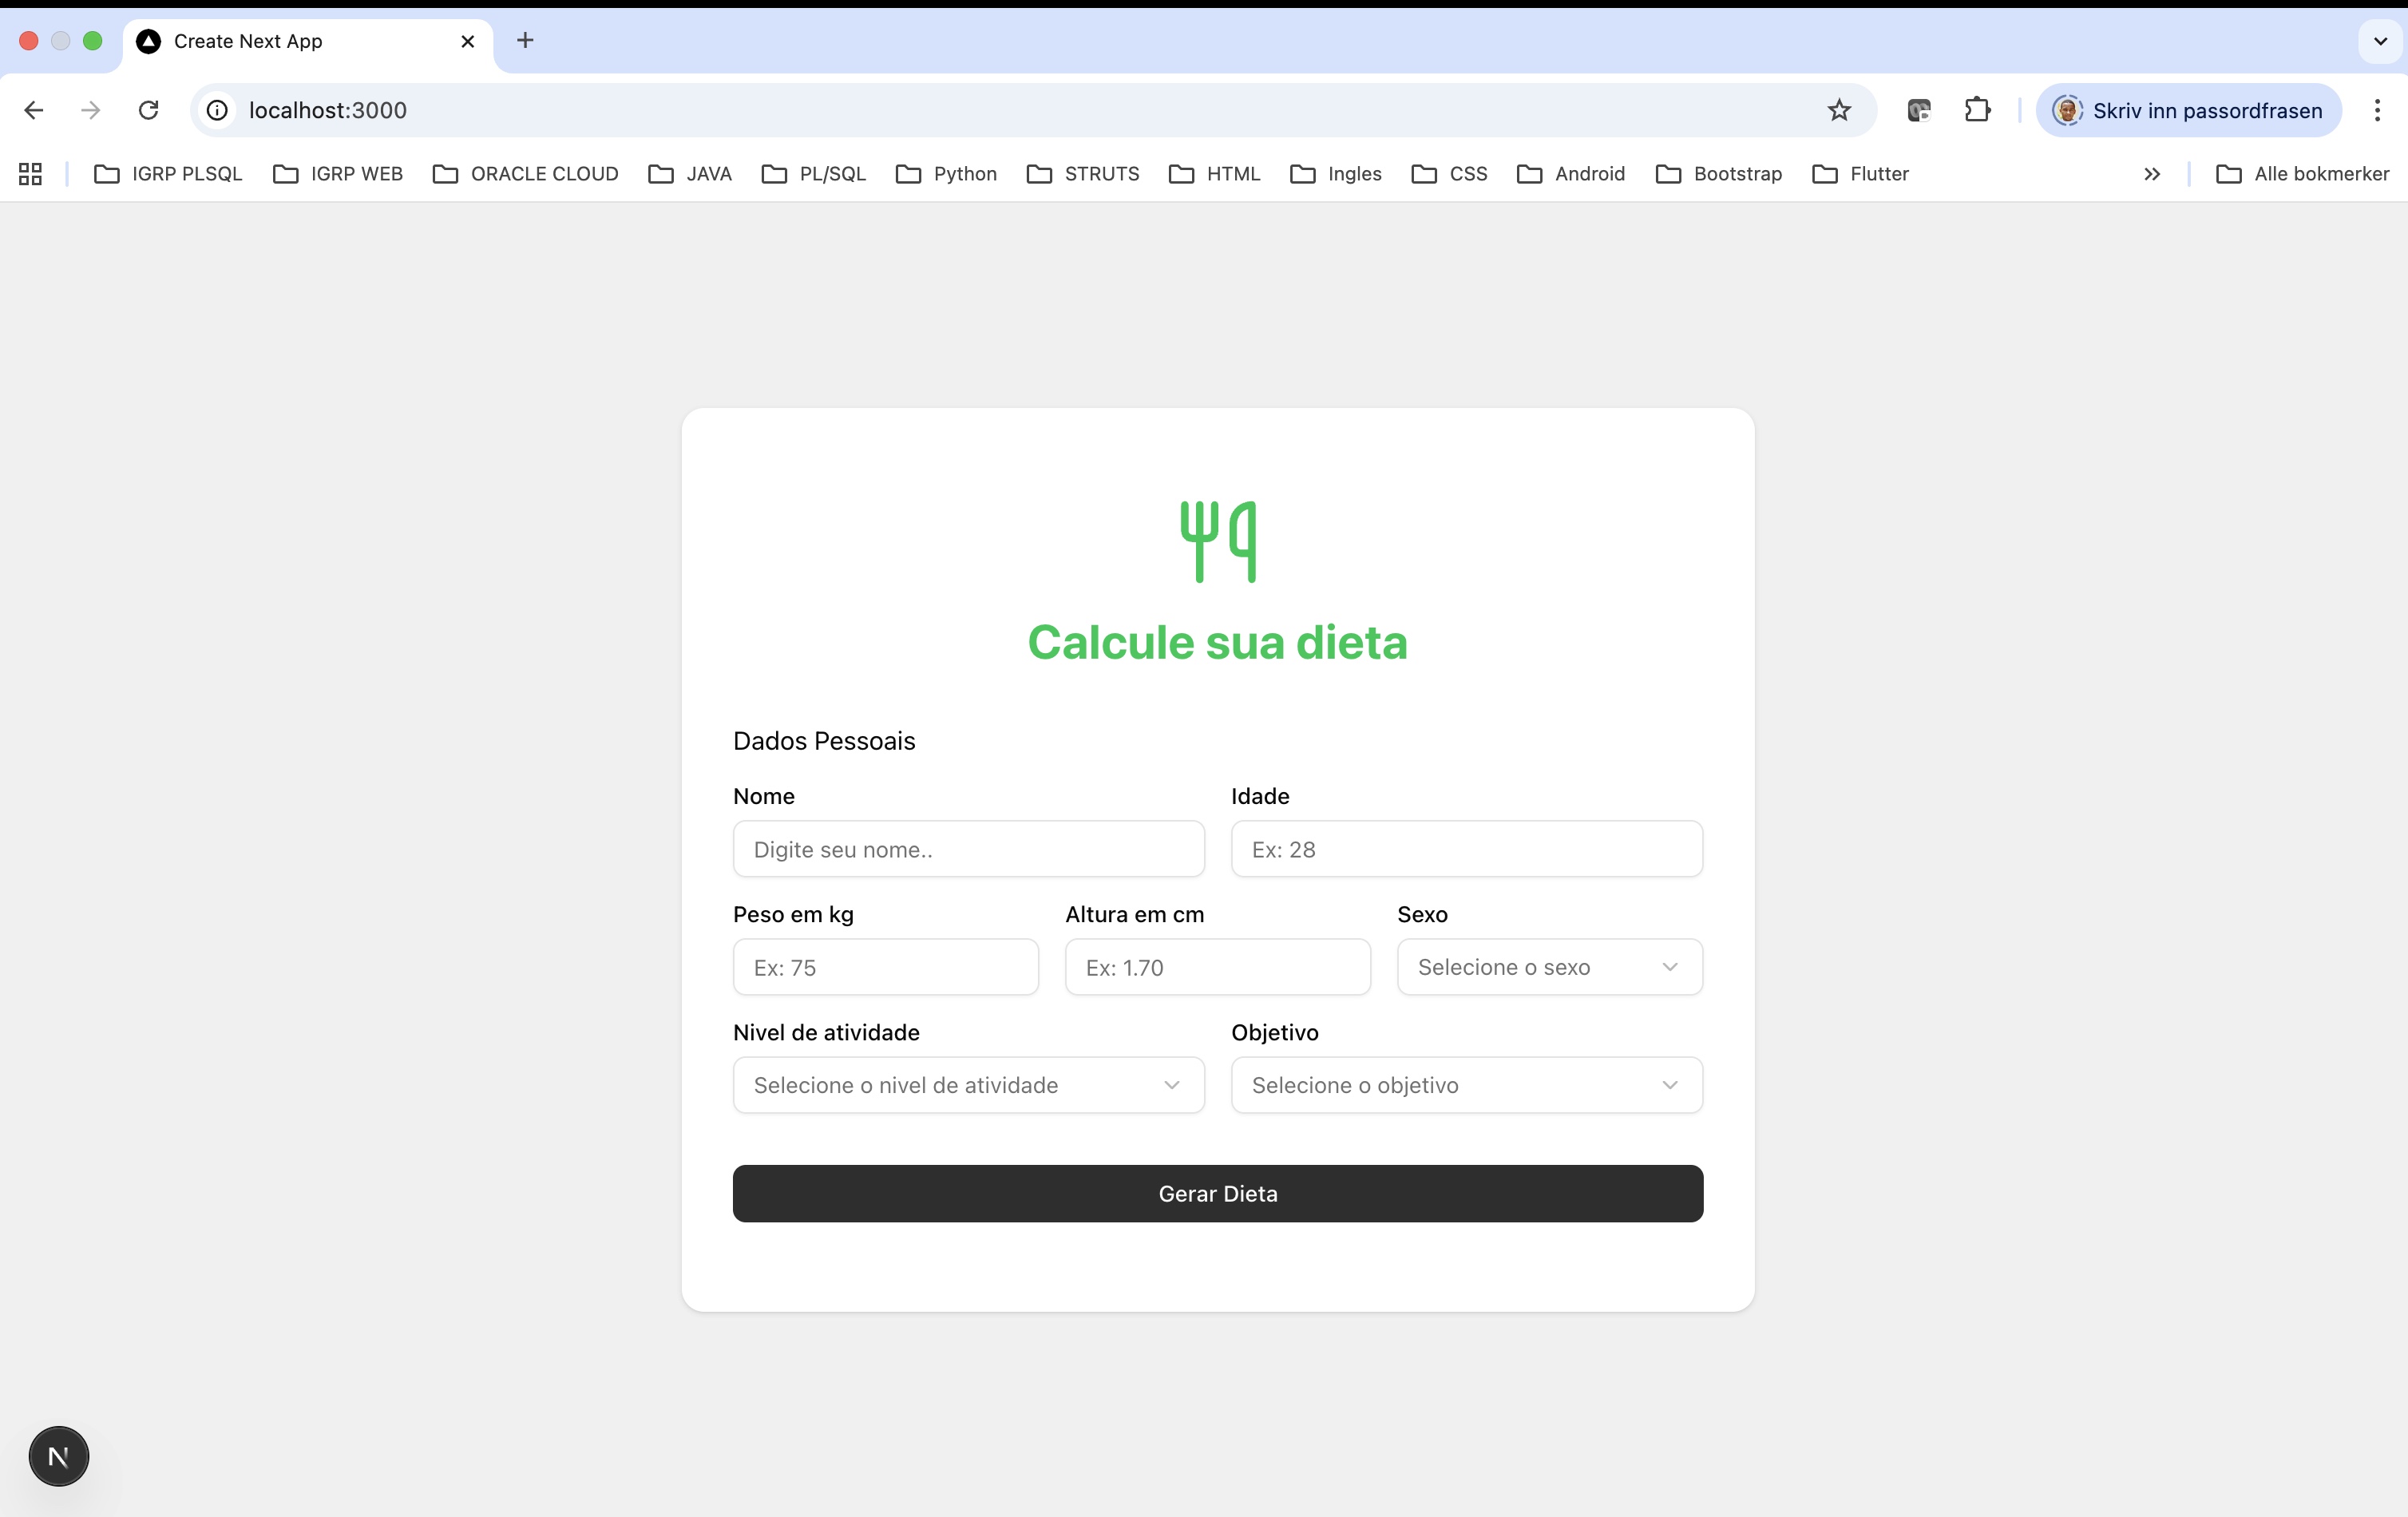 Create Next App
localhost:3000
Skriv inn passordfrasen
IGRP PLSQL IGRP WEB ORACLE CLOUD JAVA PL/SQL Python STRUTS HTML Ingles CSS Android Bootstrap Flutter Alle bokmerker
Calcule sua dieta
Dados Pessoais
Nome Idade
Digite seu nome.. Ex: 28
Peso em kg Altura em cm Sexo
Ex: 75 Ex: 1.70 Selecione o sexo
Nivel de atividade Objetivo
Selecione o nivel de atividade Selecione o objetivo
Gerar Dieta
N